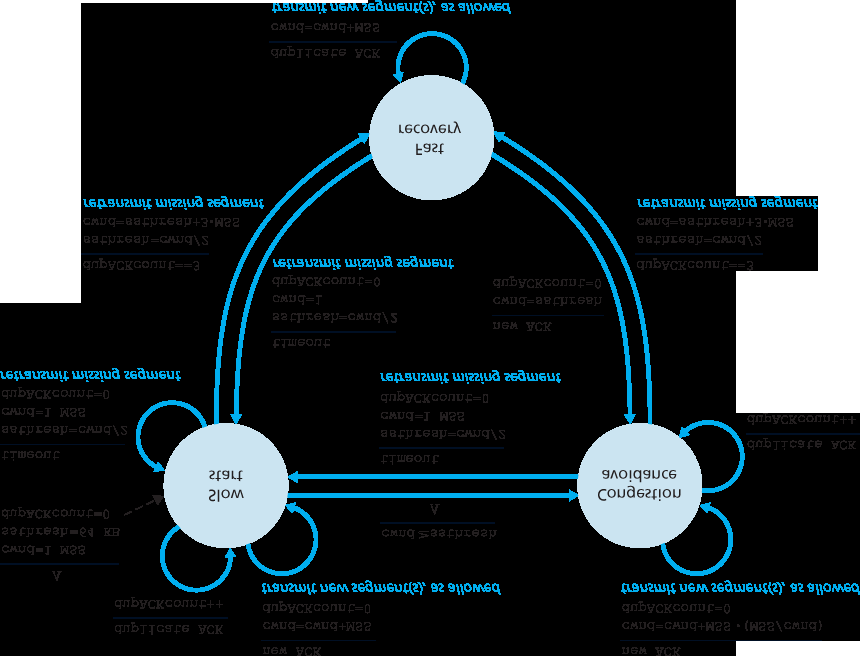 duplicate ACK
dupACKcount++
new ACK
cwnd=cwnd+MSS
dupACKcount=0
transmit new segment(s), as allowed
new ACK
cwnd=cwnd+MSS·(MSS/cwnd)
dupACKcount=0
transmit new segment(s), as allowed
Λ
cwnd=1 MSS
ssthresh=64 KB
dupACKcount=0
Slow
start
cwnd≥ssthresh
Λ
Congestion
avoidance
timeout
ssthresh=cwnd/2
cwnd=1 MSS
dupACKcount=0
retransmit missing segment
timeout
ssthresh=cwnd/2
cwnd=1 MSS
dupACKcount=0
retransmit missing segment
duplicate ACK
dupACKcount++
timeout
ssthresh=cwnd/2
cwnd=1
dupACKcount=0
retransmit missing segment
new ACK
cwnd=ssthresh
dupACKcount=0
dupACKcount==3
ssthresh=cwnd/2
cwnd=ssthresh+3·MSS
retransmit missing segment
dupACKcount==3
ssthresh=cwnd/2
cwnd=ssthresh+3·MSS
retransmit missing segment
Fast
recovery
duplicate ACK
cwnd=cwnd+MSS
transmit new segment(s), as allowed